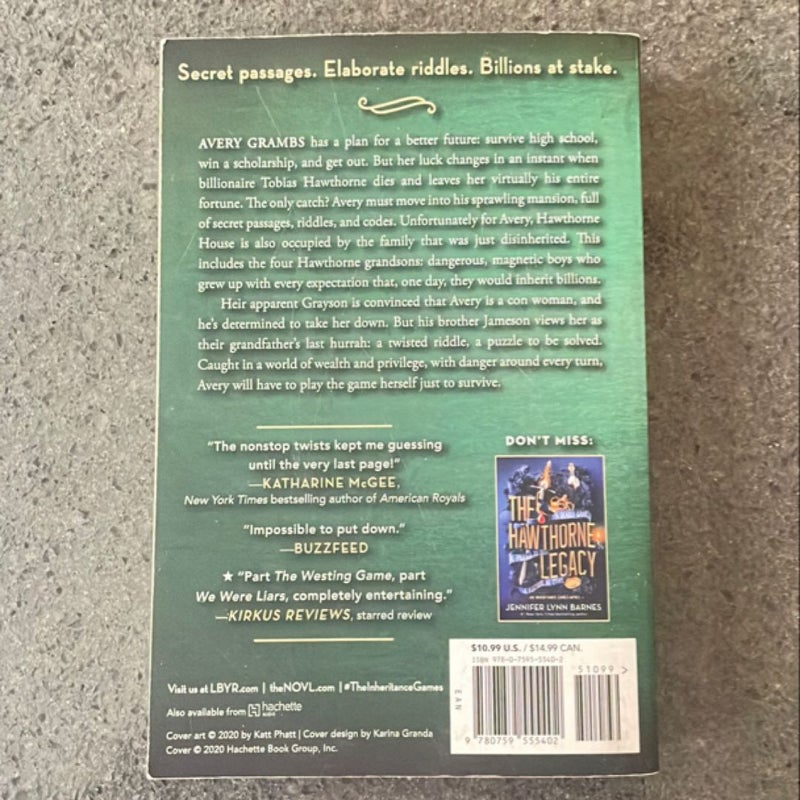 Secret passages. Elaborate riddles. Billions at stake.
AVERY GRAMBS has a plan for a better future: survive high school,
win a scholarship, and get out. But her luck changes in an instant when
billionaire Tobias Hawthorne dies and leaves her virtually his entire
fortune. The only catch? Avery must move into his sprawling mansion, full
of secret passages, riddles, and codes. Unfortunately for Avery, Hawthorne
House is also occupied by the family that was just disinherited. This
includes the four Hawthorne grandsons: dangerous, magnetic boys who
grew up with every expectation that, one day, they would inherit billions.
Heir apparent Grayson is convinced that Avery is a con woman, and
he's determined to take her down. But his brother Jameson views her as
their grandfather's last hurrah: a twisted riddle, a puzzle to be solved.
Caught in a world of wealth and privilege, with danger around every turn,
Avery will have to play the game herself just to survive.
"The nonstop twists kept me guessing
until the very last page!"
—KATHARINE McGEE,
New York Times bestselling author of American Royals
"Impossible to put down."
—BUZZFEED
★ "Part The Westing Game, part
We Were Liars, completely entertaining."
—KIRKUS REVIEWS, starred review
DON'T MISS:
THE
HAWTHORNE
LEGACY
JENNIFER LYNN BARNES
$10.99 U.S. / $14.99 CAN.
ISBN 978-0-7595-5540-2
51099 >
EAN
9 780759 555402
Visit us at LBYR.com | theNOVL.com | #TheInheritanceGames
Also available from hachette AUDIO
Cover art © 2020 by Katt Phatt | Cover design by Karina Granda
Cover © 2020 Hachette Book Group, Inc.